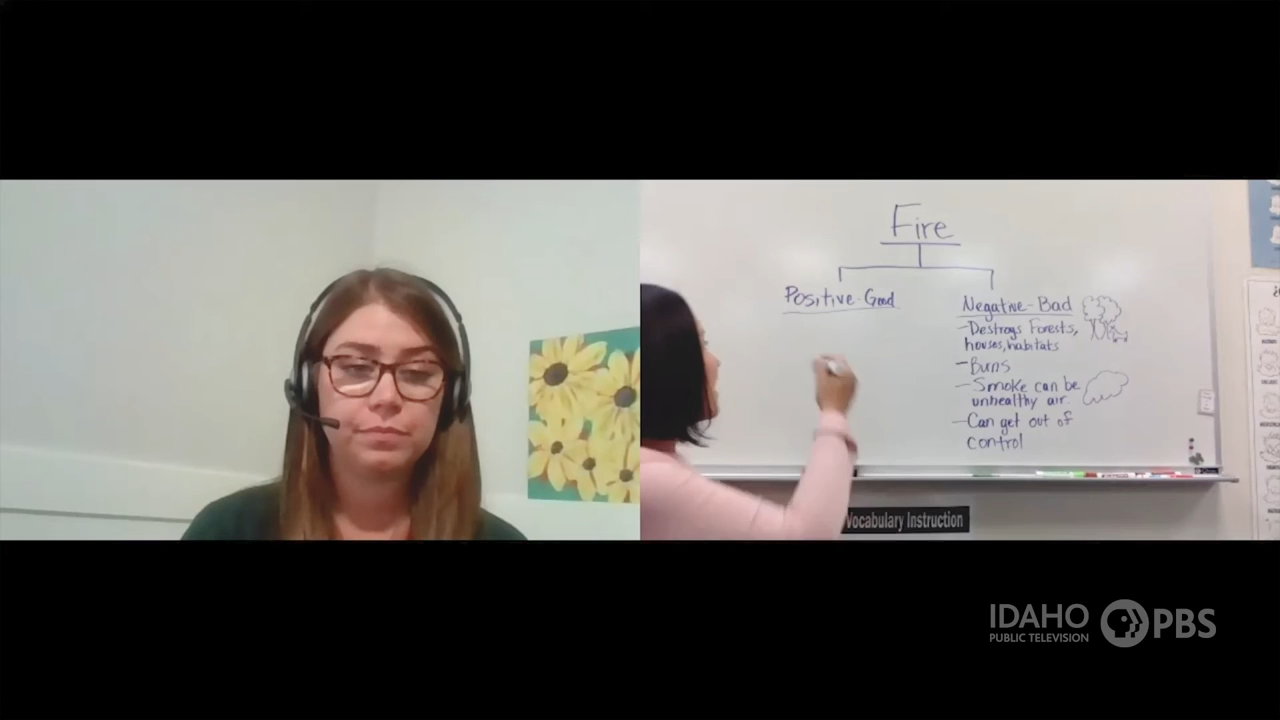 Fire
Positive-Good
Negative-Bad
-Destroys Forests,
houses, habitats
-Burns
-Smoke can be
unhealthy air.
-Can get out of
control
Vocabulary Instruction
IDAHO
PUBLIC TELEVISION
PBS